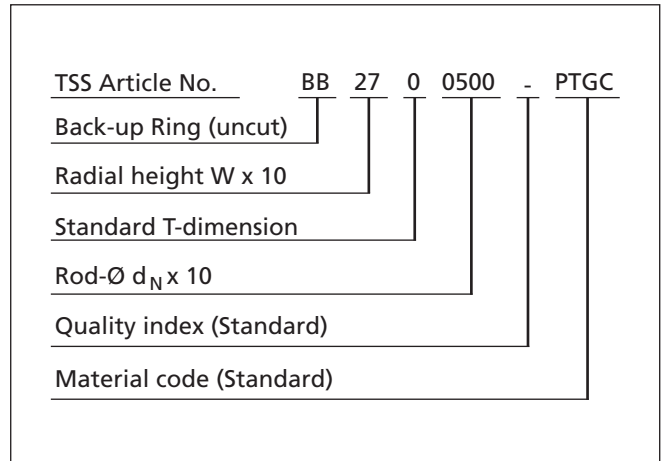 TSS Article No. BB 27 0 0500 - PTGC
Back-up Ring (uncut)
Radial height W x 10
Standard T-dimension
Rod-Ø dN x 10
Quality index (Standard)
Material code (Standard)